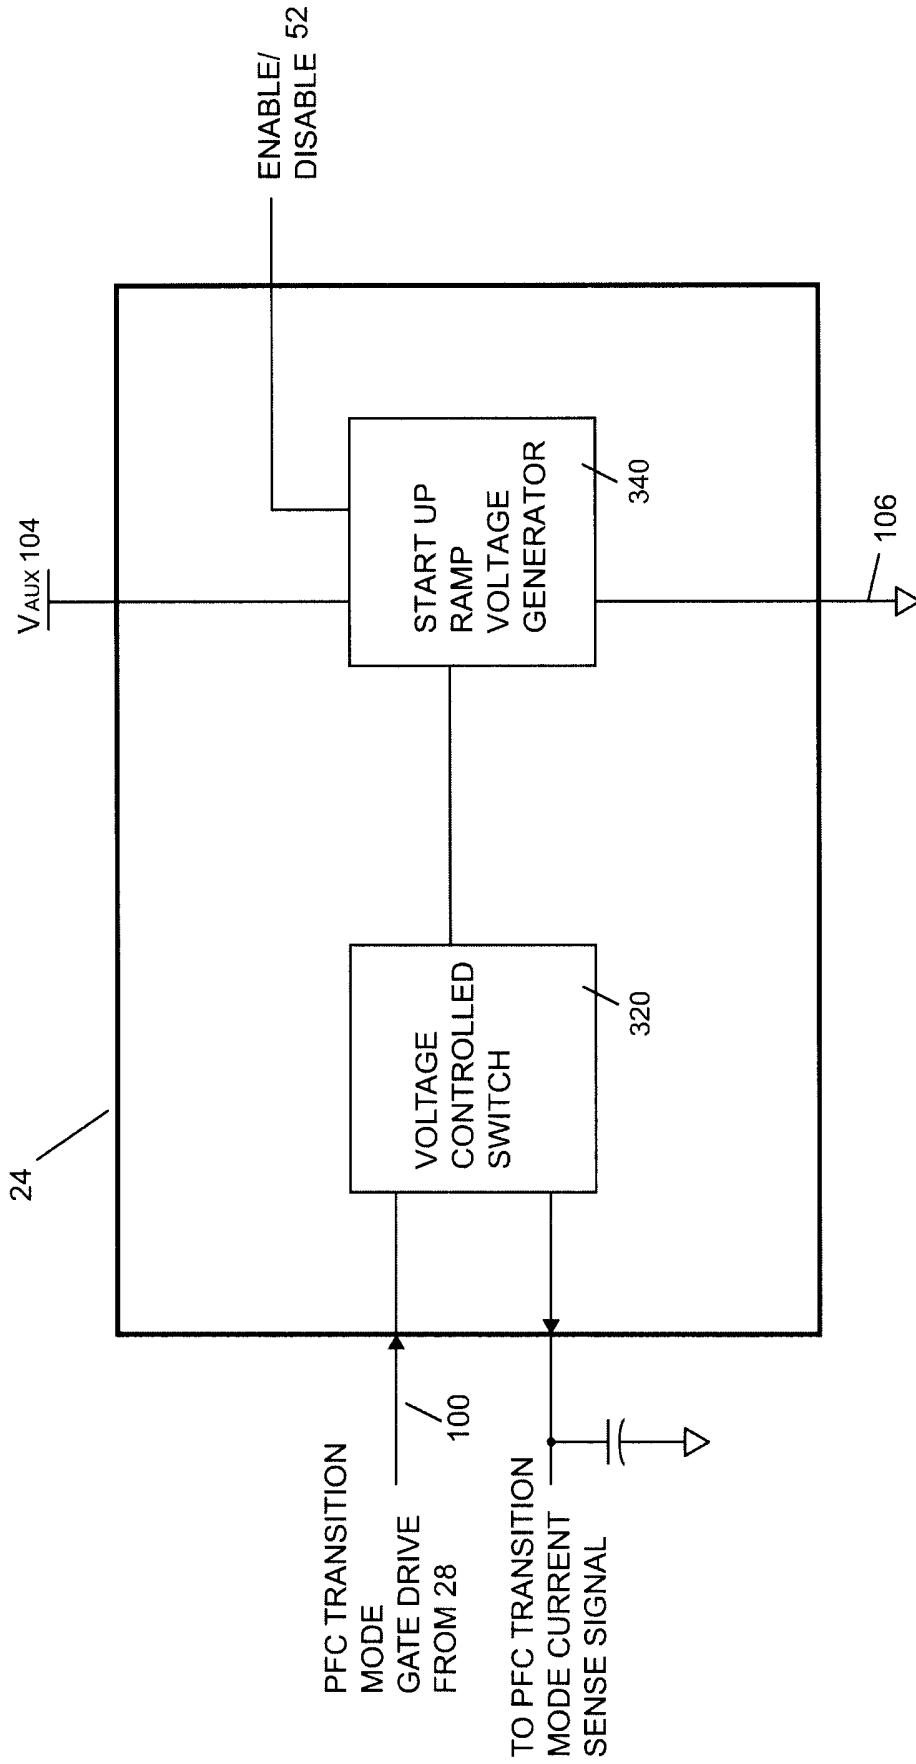 24
VAUX 104
ENABLE/
DISABLE 52
PFC TRANSITION
MODE
GATE DRIVE
FROM 28
100
TO PFC TRANSITION
MODE CURRENT
SENSE SIGNAL
VOLTAGE
CONTROLLED
SWITCH
320
START UP
RAMP
VOLTAGE
GENERATOR
340
106